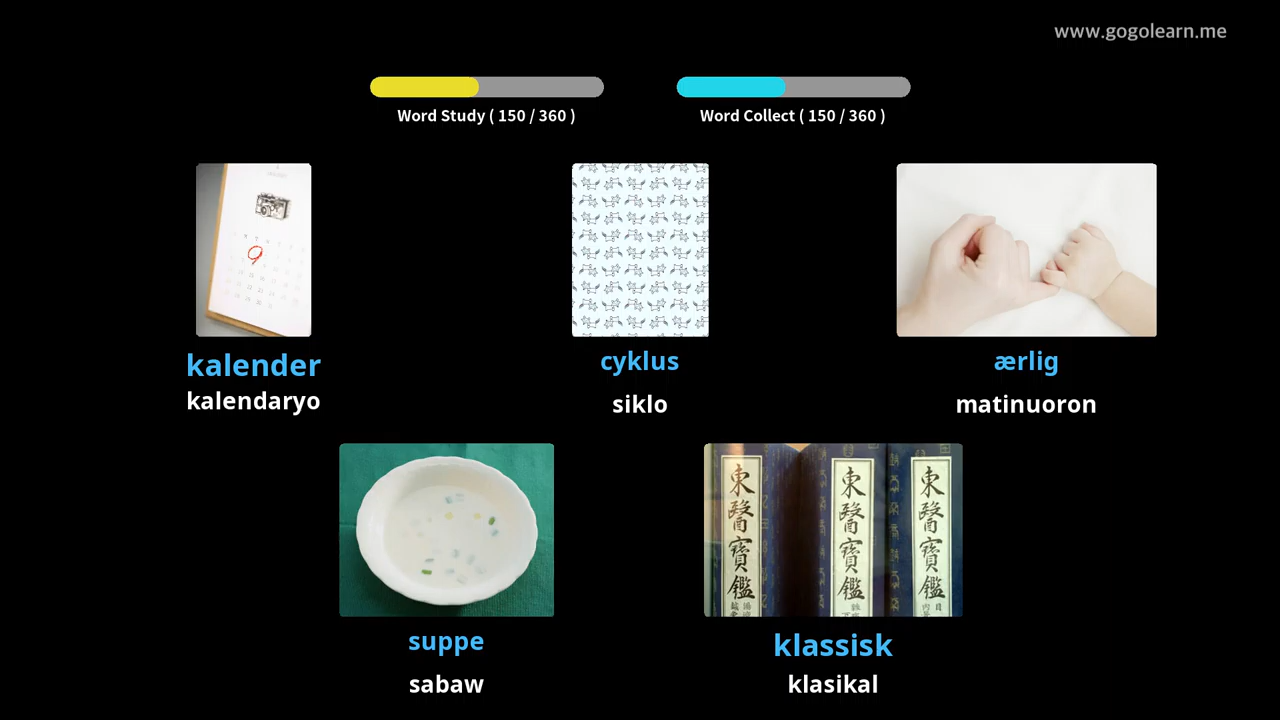 www.gogolearn.me
Word Study ( 150 / 360 )
Word Collect ( 150 / 360 )
kalender
kalendaryo
cyklus
siklo
ærlig
matinuoron
suppe
sabaw
klassisk
klasikal
東醫寶鑑
東醫寶鑑
東醫寶鑑